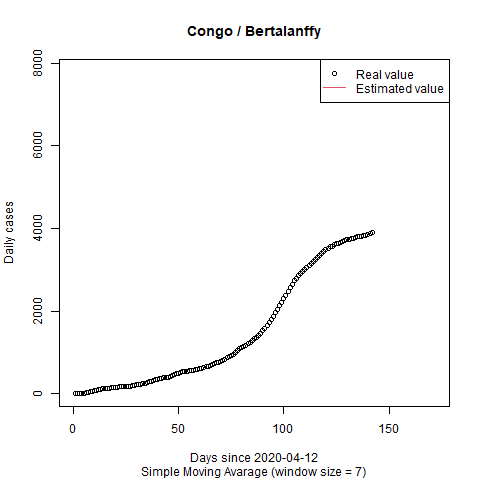 Congo / Bertalanffy
Real value
Estimated value
8000
6000
4000
2000
0
Daily cases
0 50 100 150
Days since 2020-04-12
Simple Moving Avarage (window size = 7)